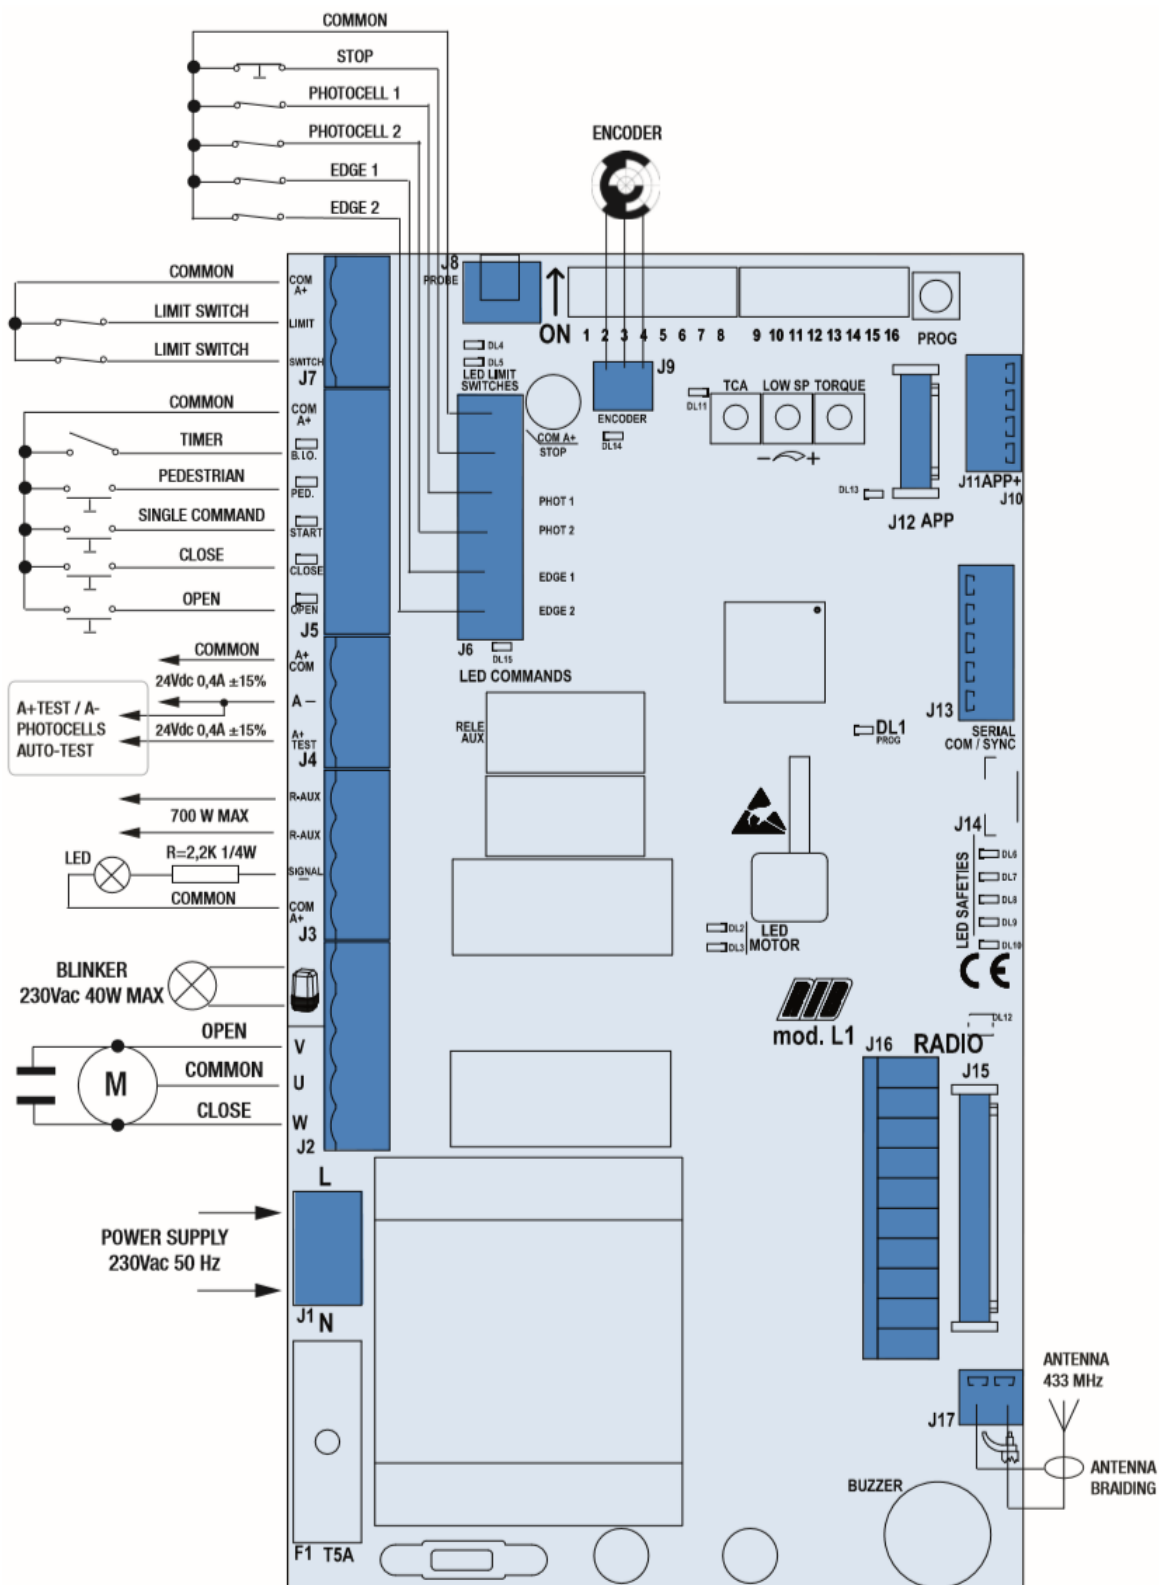 COMMON
STOP
PHOTOCELL 1
PHOTOCELL 2
EDGE 1
EDGE 2
ENCODER
COMMON
LIMIT SWITCH
LIMIT SWITCH
COM
A+
LIMIT
SWITCH
J7
J8
PROBE
ON
1 2 3 4 5 6 7 8
9 10 11 12 13 14 15 16
PROG
DL4
DL5
LED LIMIT
SWITCHES
J9
ENCODER
DL14
COM A+
STOP
DL11
TCA LOW SP TORQUE
− +
DL13
J12 APP
J11APP+
J10
COMMON
TIMER
PEDESTRIAN
SINGLE COMMAND
CLOSE
OPEN
COM
A+
B.I.O.
PED.
START
CLOSE
OPEN
J5
PHOT 1
PHOT 2
EDGE 1
EDGE 2
J6
DL15
LED COMMANDS
COMMON
24Vdc 0,4A ±15%
24Vdc 0,4A ±15%
A+TEST / A-
PHOTOCELLS
AUTO-TEST
A+
COM
A −
A+
TEST
J4
RELE
AUX
J13
SERIAL
COM / SYNC
DL1
PROG
700 W MAX
LED
R=2,2K 1/4W
COMMON
R-AUX
R-AUX
SIGNAL
—
COM
A+
J3
J14
DL6
DL7
DL8
DL9
DL10
LED SAFETIES
CE
DL2
DL3
LED
MOTOR
BLINKER
230Vac 40W MAX
OPEN
COMMON
CLOSE
M
V
U
W
J2
mod. L1
DL12
J16
RADIO
J15
L
POWER SUPPLY
230Vac 50 Hz
J1
N
F1 T5A
J17
ANTENNA
433 MHz
ANTENNA
BRAIDING
BUZZER